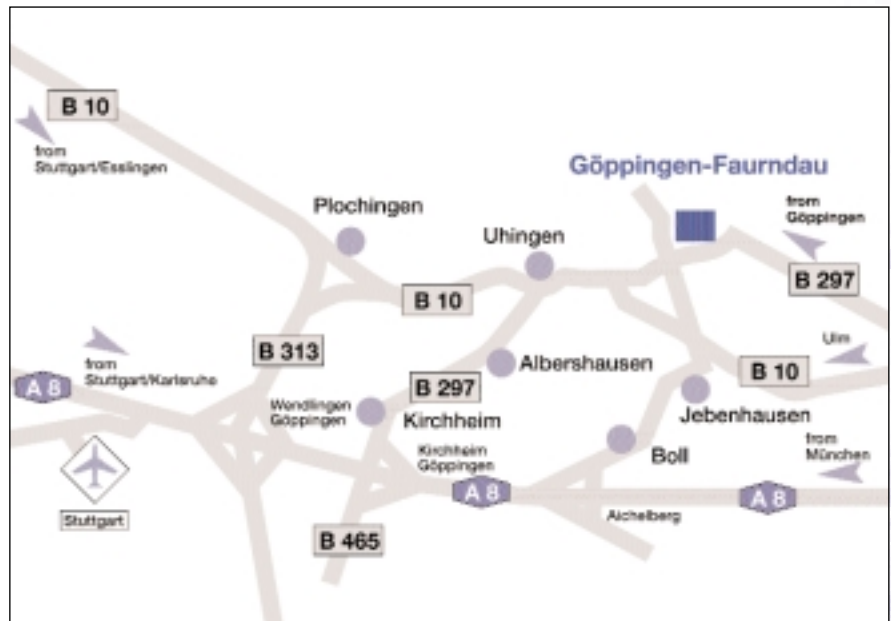 B 10
from
Stuttgart/Esslingen
Göppingen-Faurndau
Plochingen
from
Göppingen
Uhingen
B 297
B 10
B 313
Ulm
from
Stuttgart/Karlsruhe
Albershausen
B 10
A 8
B 297
Wendlingen
Göppingen
Kirchheim
Jebenhausen
Kirchheim
Göppingen
Boll
from
München
A 8
A 8
Stuttgart
Aichelberg
B 465